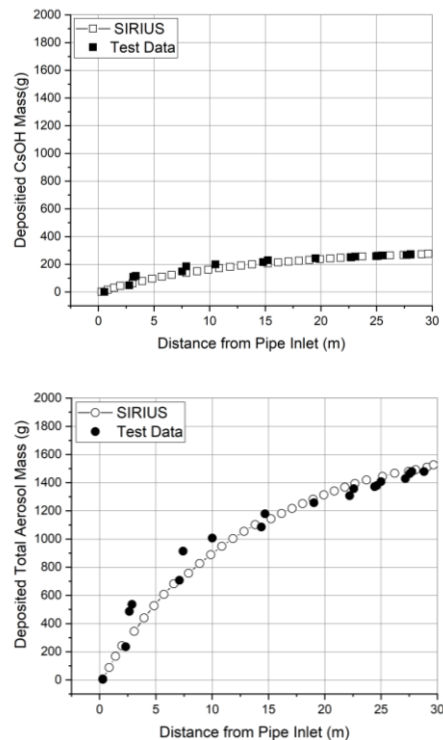 2000
1800
1600
1400
1200
1000
800
600
400
200
0
SIRIUS
Test Data
Depositied CsOH Mass(g)
0 5 10 15 20 25 30
Distance from Pipe Inlet (m)
2000
1800
1600
1400
1200
1000
800
600
400
200
0
SIRIUS
Test Data
Deposited Total Aerosol Mass (g)
0 5 10 15 20 25 30
Distance from Pipe Inlet (m)